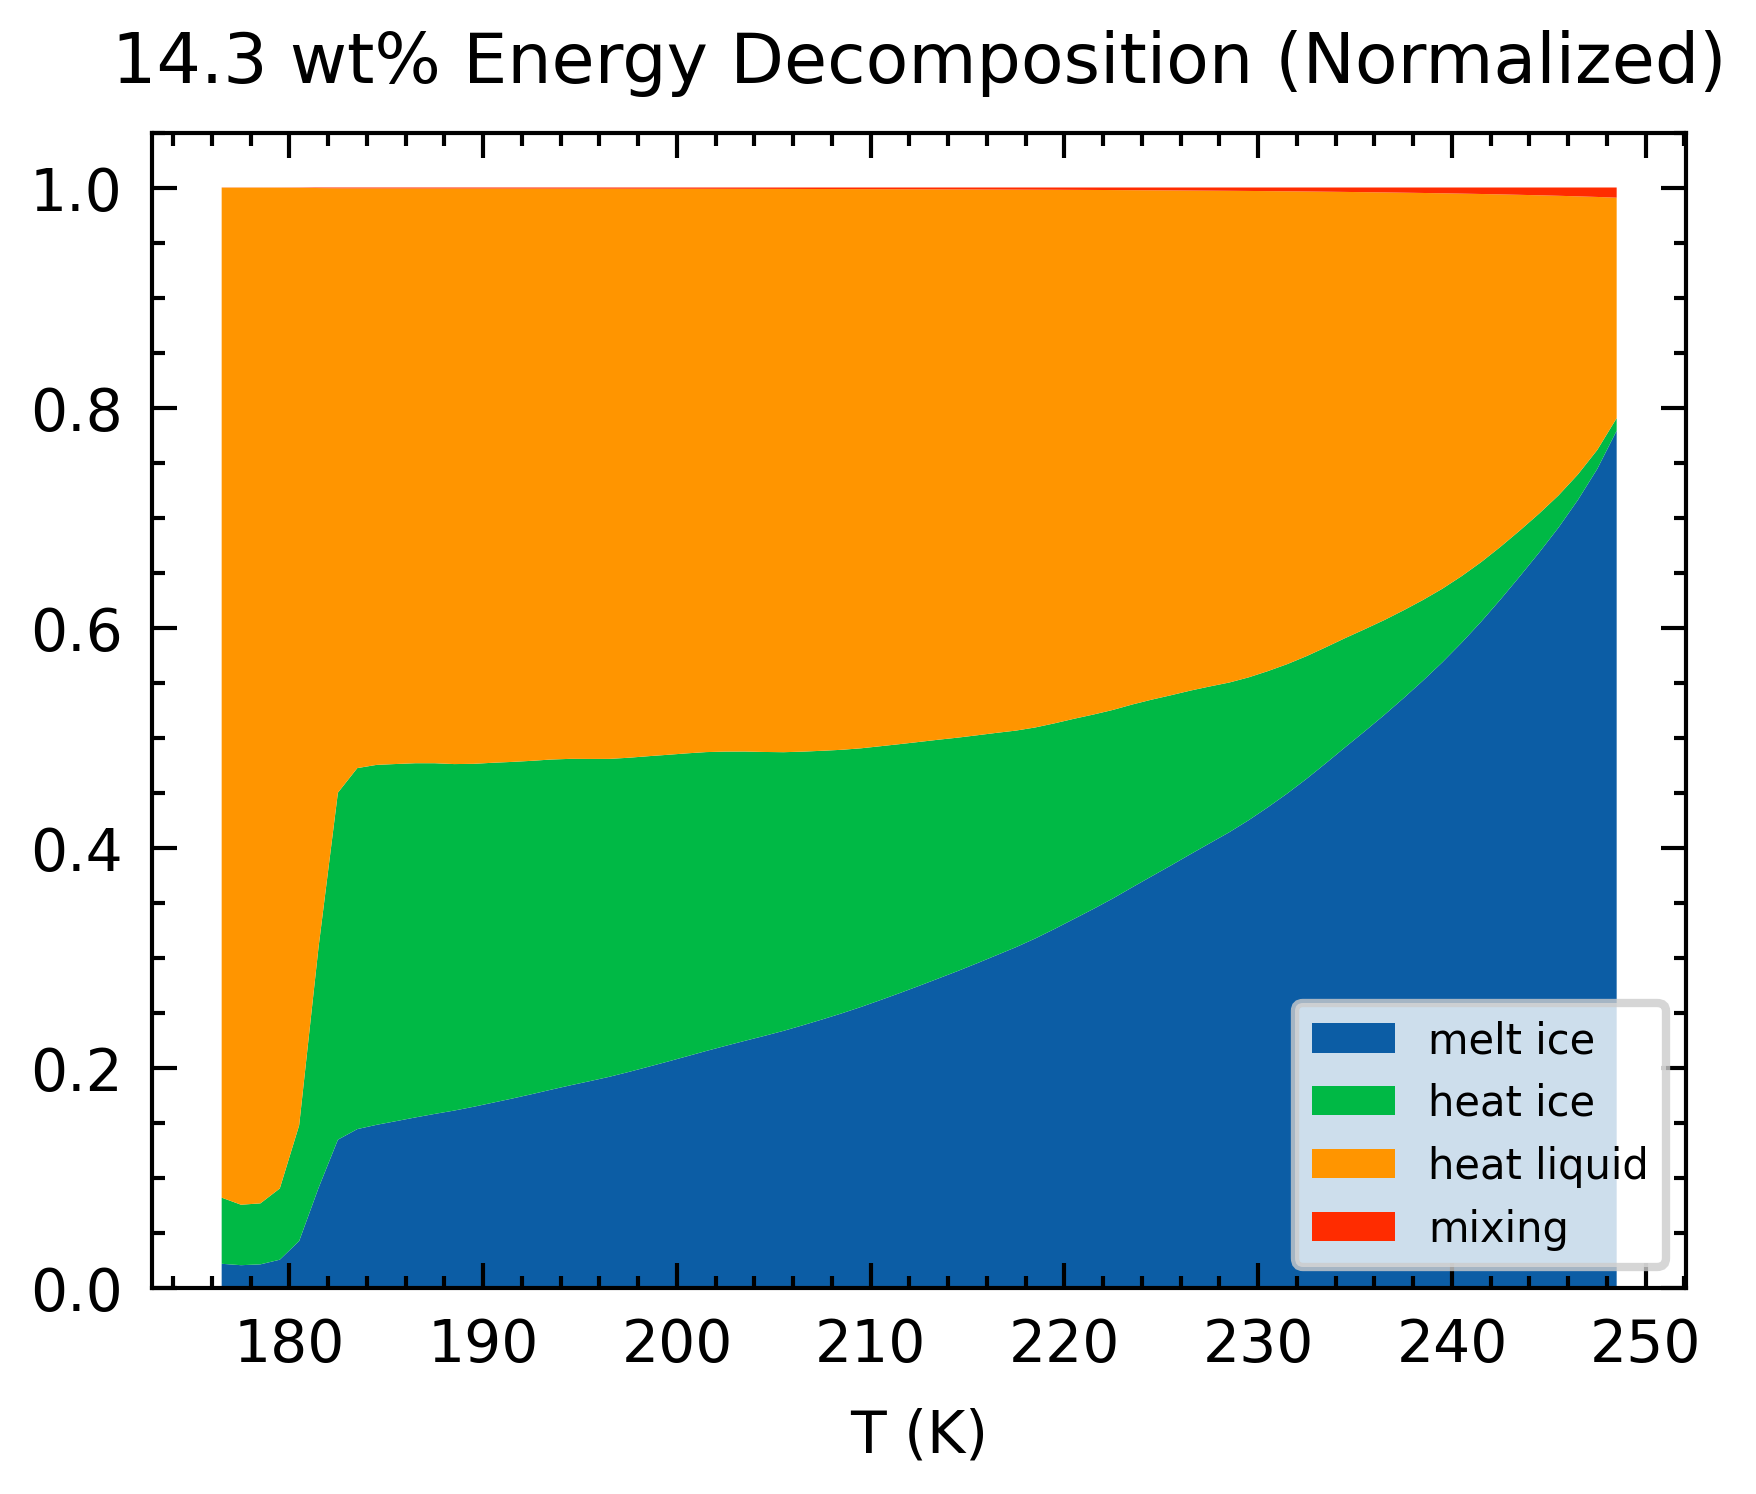 14.3 wt% Energy Decomposition (Normalized)
1.0
0.8
0.6
0.4
0.2
0.0
melt ice
heat ice
heat liquid
mixing
180 190 200 210 220 230 240 250
T (K)